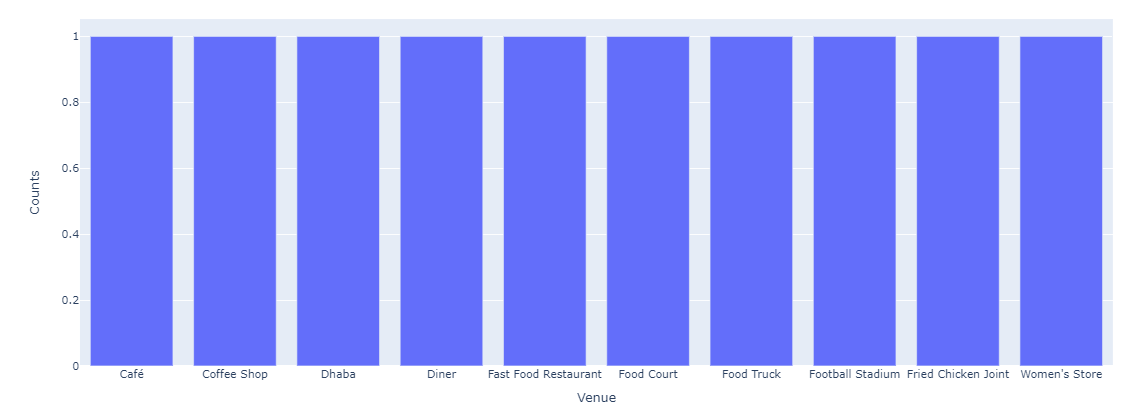 1
0.8
0.6
0.4
0.2
0
Counts
Café Coffee Shop Dhaba Diner Fast Food Restaurant Food Court Food Truck Football Stadium Fried Chicken Joint Women's Store
Venue